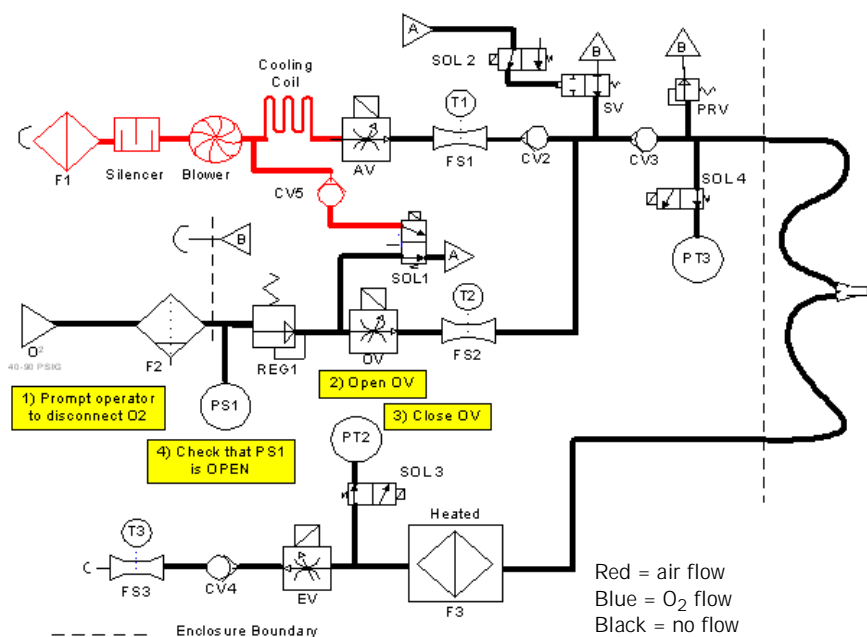 A
SOL 2
B
B
Cooling
Coil
T1
SV
PRV
F1
Silencer
Blower
AV
FS1
CV2
CV3
CV5
SOL 4
B
SOL1
A
PT3
T2
O2
40-90 PSIG
F2
REG1
OV
FS2
1) Prompt operator
to disconnect O2
PS1
2) Open OV
3) Close OV
4) Check that PS1
is OPEN
PT2
SOL 3
Heated
T3
FS3
CV4
EV
F3
Red = air flow
Blue = O2 flow
Black = no flow
Enclosure Boundary